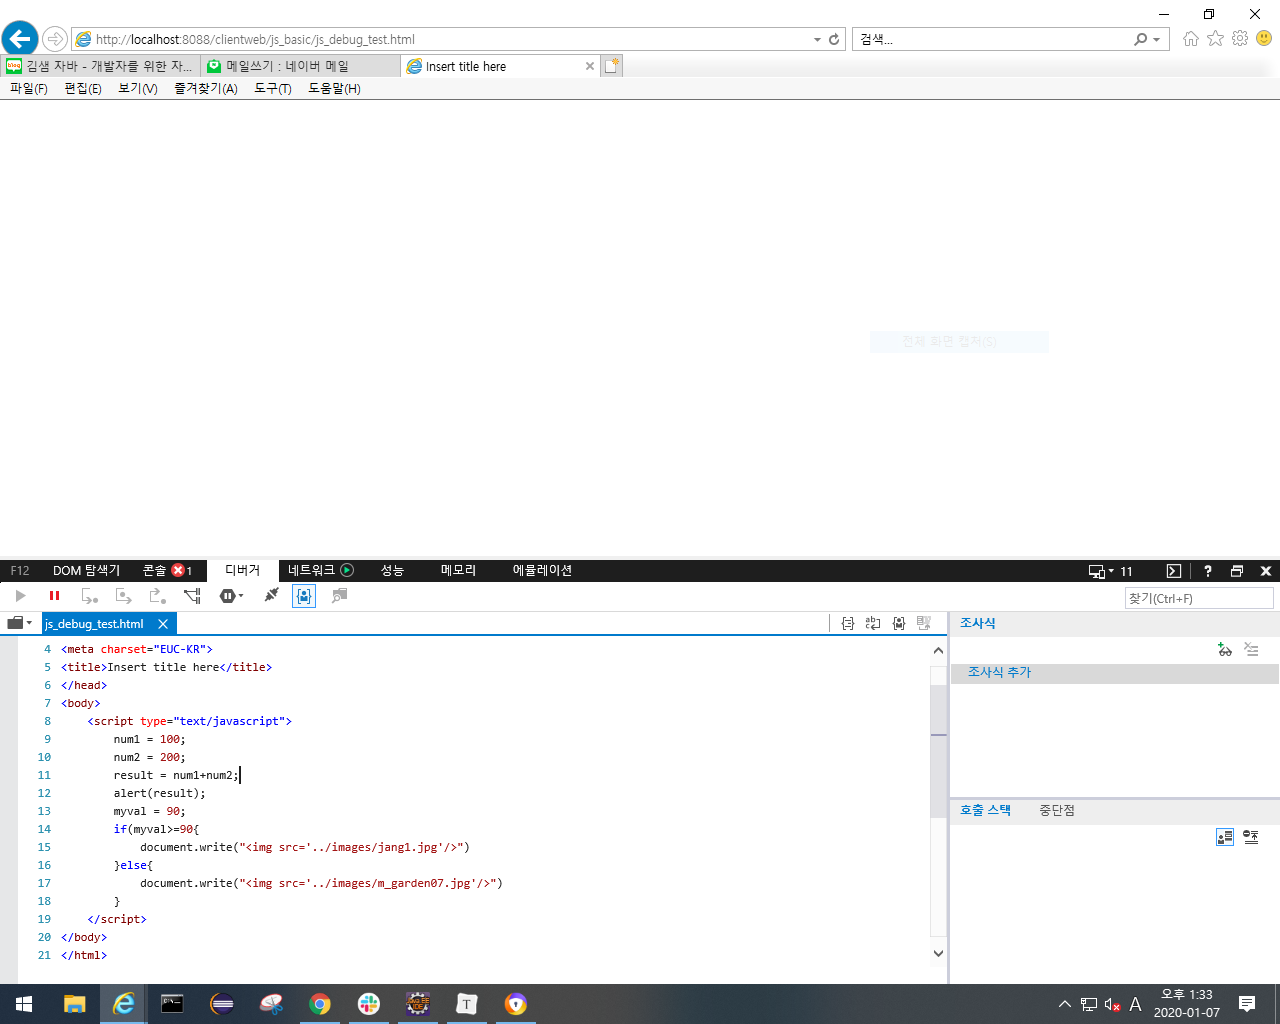 http://localhost:8088/clientweb/js_basic/js_debug_test.html
검색...
김샘 자바 - 개발자를 위한 자...
메일쓰기 : 네이버 메일
Insert title here
파일(F) 편집(E) 보기(V) 즐겨찾기(A) 도구(T) 도움말(H)
전체 화면 캡처(S)
F12 DOM 탐색기 콘솔 1 디버거 네트워크 성능 메모리 에뮬레이션 11 ?
찾기(Ctrl+F)
js_debug_test.html
조사식
조사식 추가
4 <meta charset="EUC-KR">
5 <title>Insert title here</title>
6 </head>
7 <body>
8 <script type="text/javascript">
9 num1 = 100;
10 num2 = 200;
11 result = num1+num2;
12 alert(result);
13 myval = 90;
14 if(myval>=90{
15 document.write("<img src='../images/jang1.jpg'/>")
16 }else{
17 document.write("<img src='../images/m_garden07.jpg'/>")
18 }
19 </script>
20 </body>
21 </html>
호출 스택 중단점
A
오후 1:33
2020-01-07